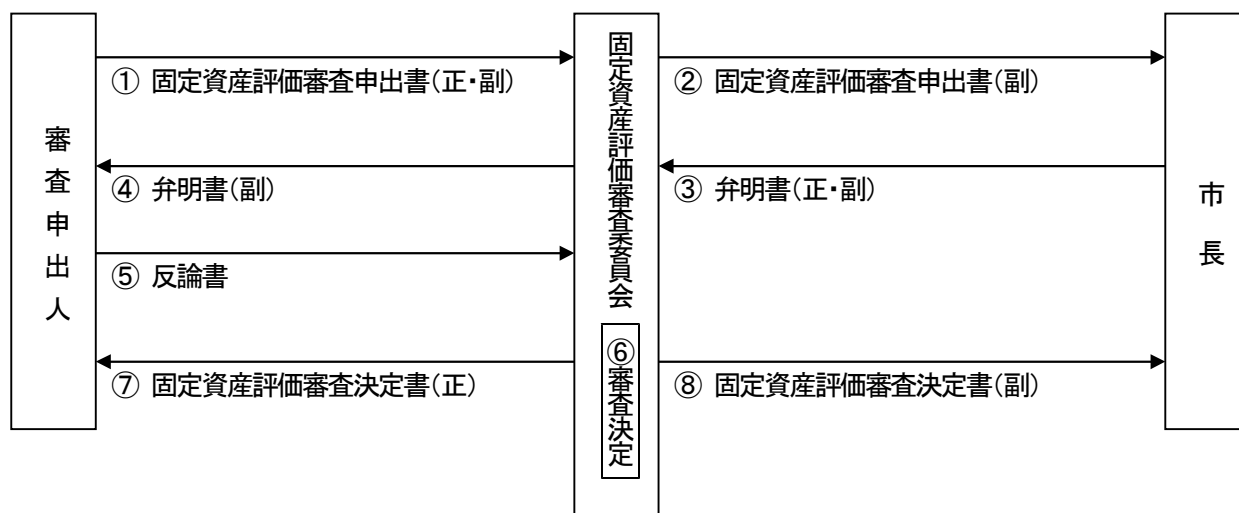 審査申出人
① 固定資産評価審査申出書(正・副)
④ 弁明書(副)
⑤ 反論書
⑦ 固定資産評価審査決定書(正)
固定資産評価審査委員会
⑥審査決定
② 固定資産評価審査申出書(副)
③ 弁明書(正・副)
⑧ 固定資産評価審査決定書(副)
市長